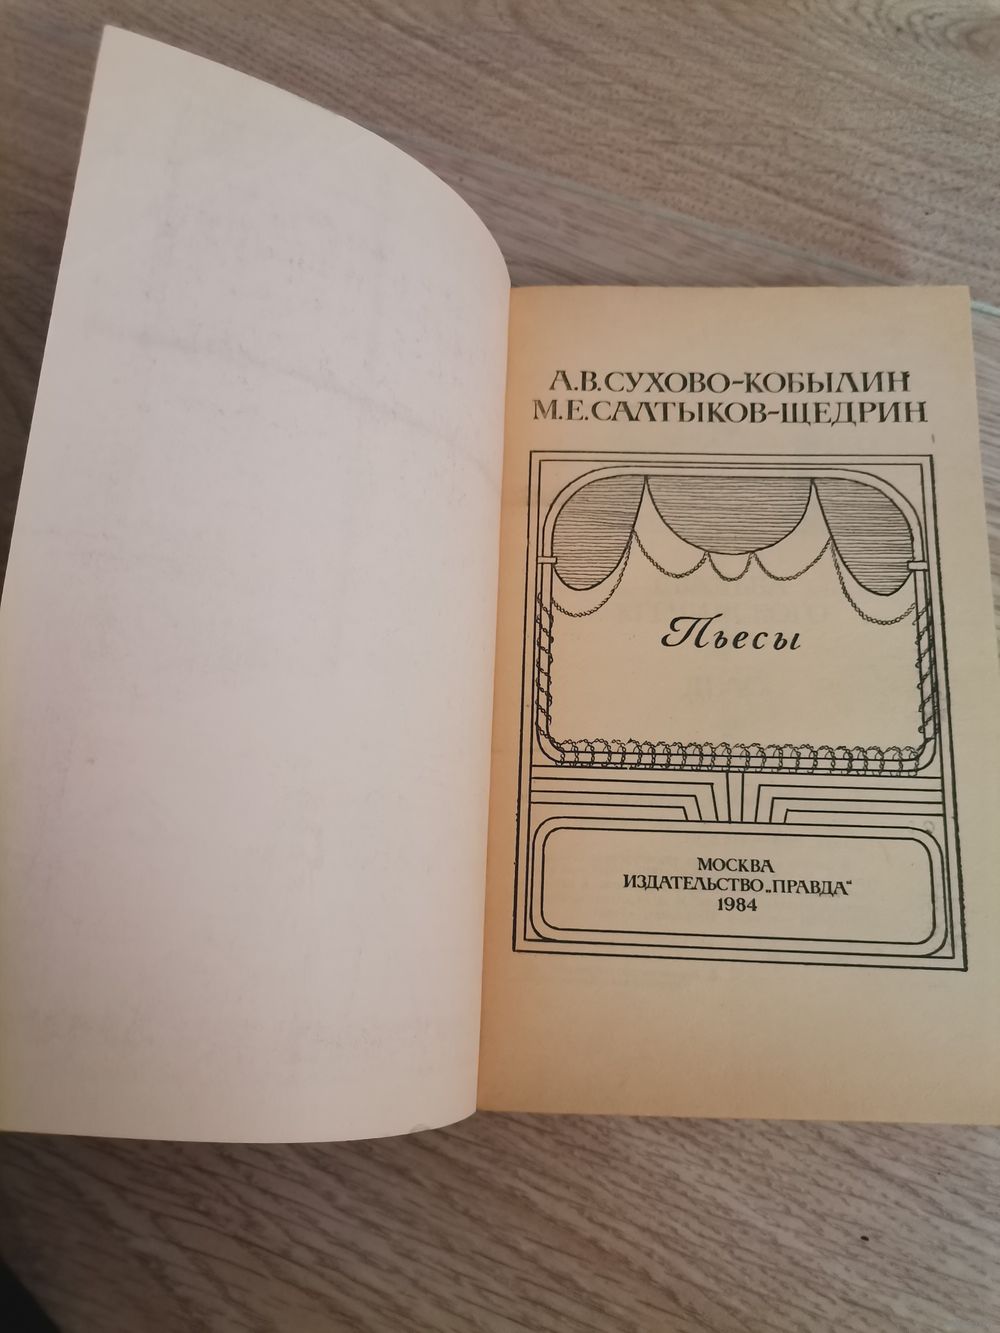 А.В.СУХОВО-КОБЫЛИН
М.Е.САЛТЫКОВ-ЩЕДРИН
Пьесы
МОСКВА
ИЗДАТЕЛЬСТВО„ПРАВДА“
1984